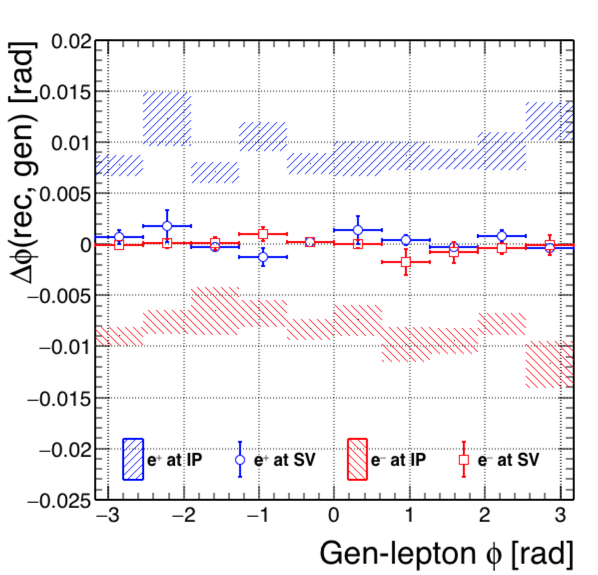 0.02
0.015
0.01
0.005
0
−0.005
−0.01
−0.015
−0.02
−0.025
Δϕ(rec, gen) [rad]
e⁺ at IP e⁺ at SV e⁻ at IP e⁻ at SV
−3 −2 −1 0 1 2 3
Gen-lepton ϕ [rad]